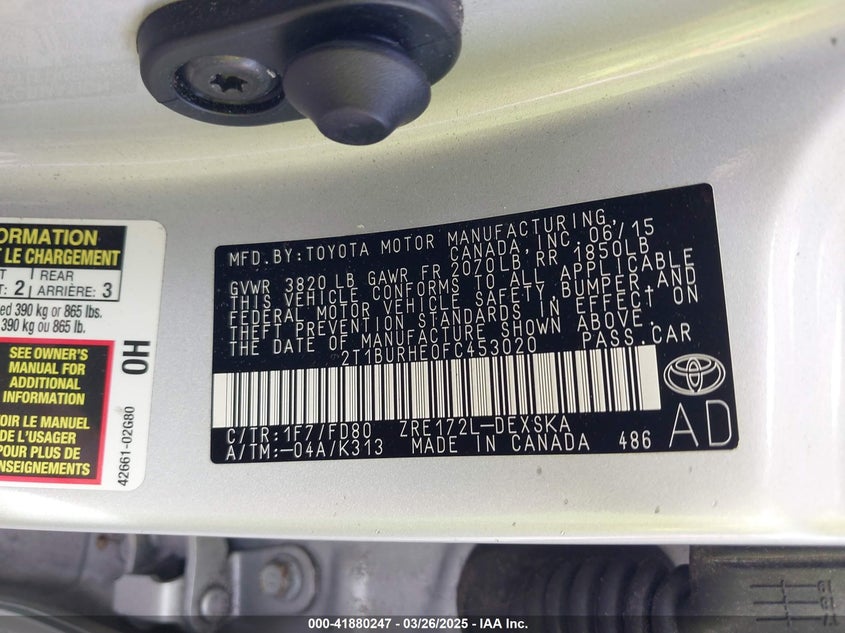 ORMATION
LE CHARGEMENT
REAR
: 2 ARRIÈRE: 3
ed 390 kg or 865 lbs.
390 kg ou 865 lb.
SEE OWNER'S
MANUAL FOR
ADDITIONAL
INFORMATION
OIR LE MANUEL
DE L'USAGER
POUR PLUS DE
ENSEIGNEMENTS
0H
42661-02G80
MFD. BY: TOYOTA MOTOR MANUFACTURING,
CANADA, INC. 06/15
GVWR 3820 LB GAWR FR 2070LB RR 1850LB
THIS VEHICLE CONFORMS TO ALL APPLICABLE
FEDERAL MOTOR VEHICLE SAFETY, BUMPER, AND
THEFT PREVENTION STANDARDS IN EFFECT ON
THE DATE OF MANUFACTURE SHOWN ABOVE.
2T1BURHE0FC453020 PASS. CAR
C/TR: 1F7/FD80 ZRE172L-DEXSKA
A/TM: -04A/K313 MADE IN CANADA 486
AD
000-41880247 - 03/26/2025 - IAA Inc.